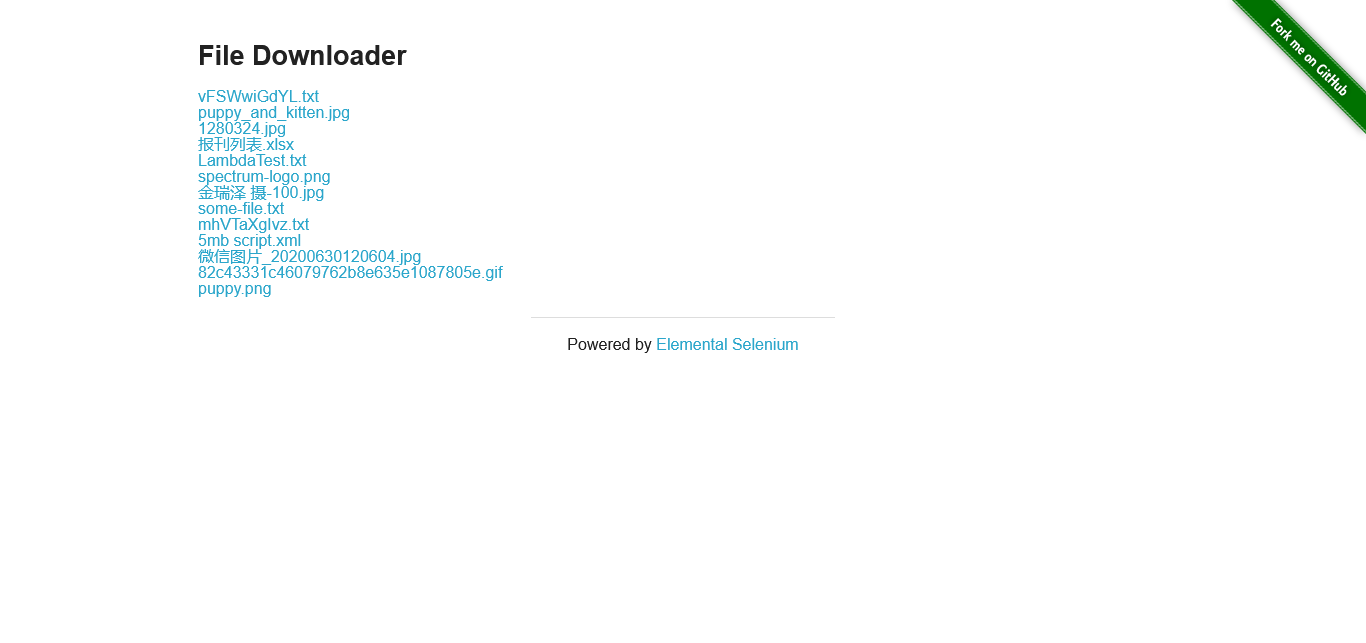 File Downloader
vFSWwiGdYL.txt
puppy_and_kitten.jpg
1280324.jpg
报刊列表.xlsx
LambdaTest.txt
spectrum-logo.png
金瑞泽 摄-100.jpg
some-file.txt
mhVTaXgIvz.txt
5mb script.xml
微信图片_20200630120604.jpg
82c43331c46079762b8e635e1087805e.gif
puppy.png
Powered by Elemental Selenium
Fork me on GitHub